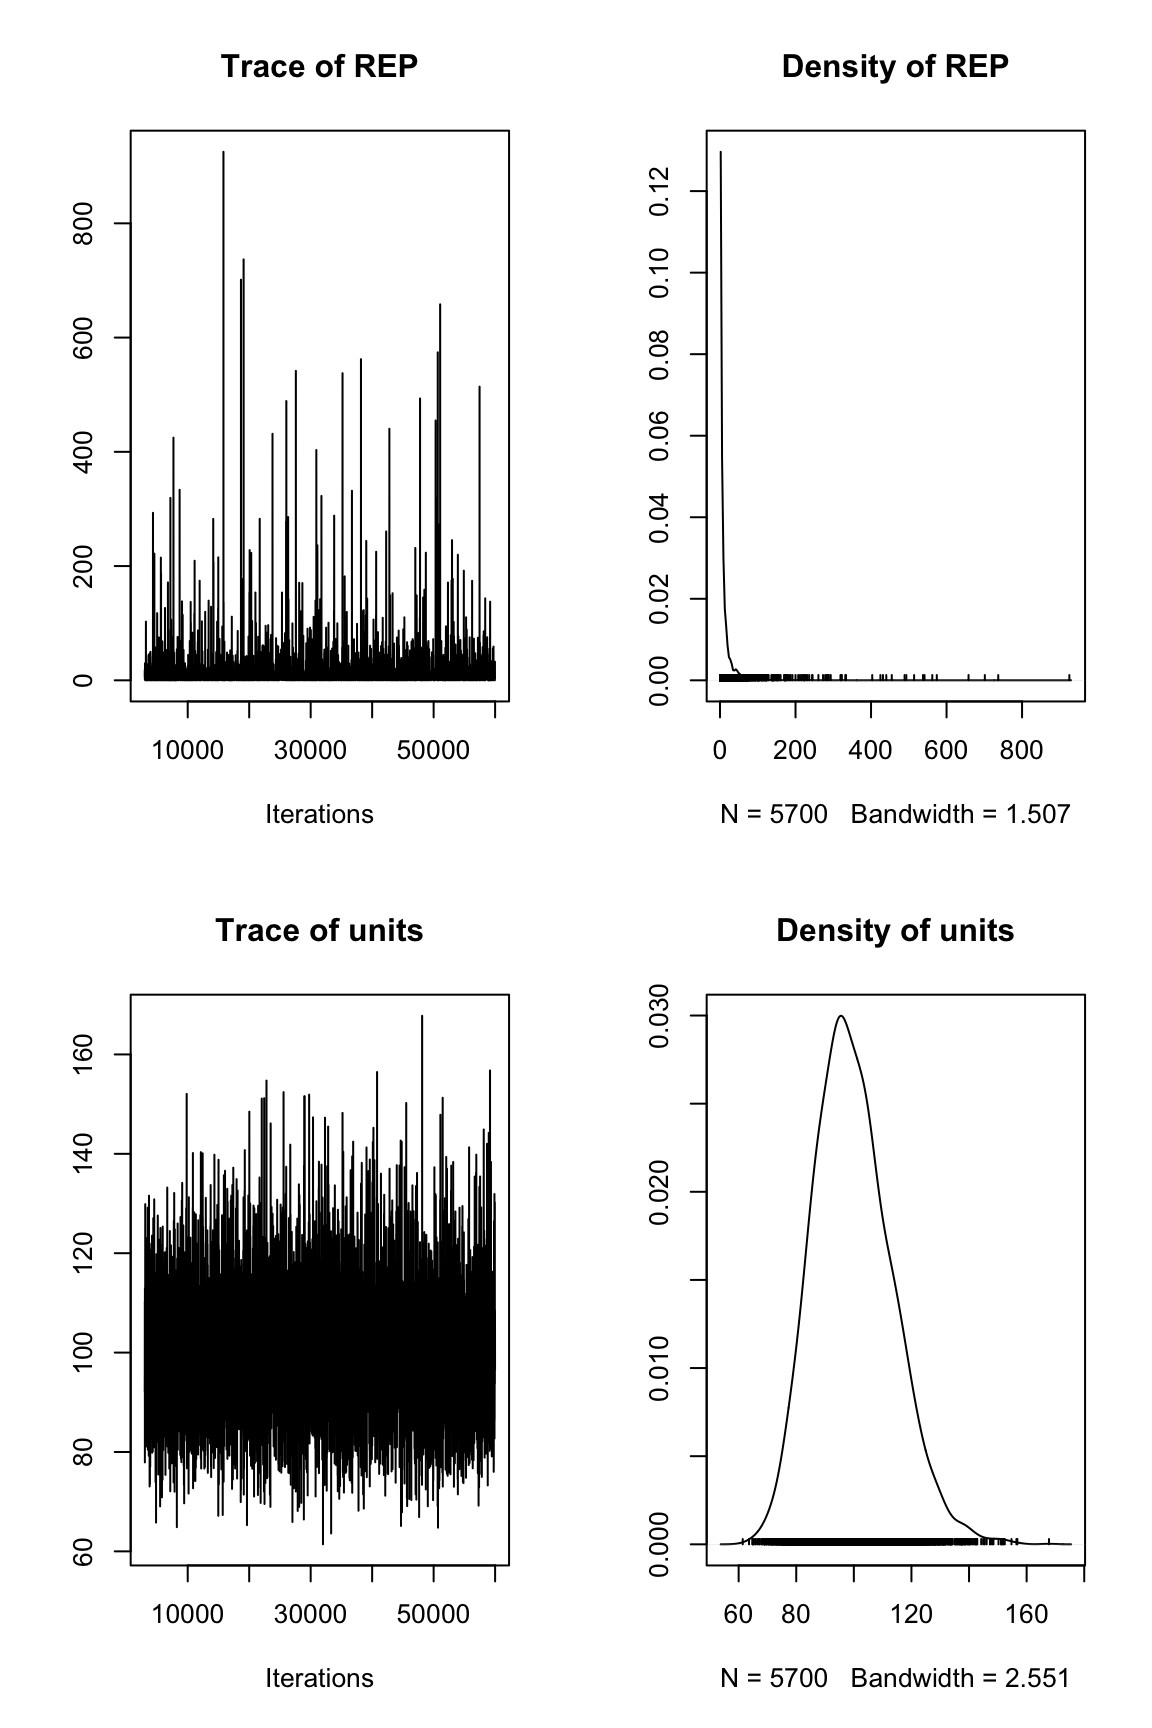 Trace of REP
800
600
400
200
0
10000 30000 50000
Iterations
Density of REP
0.12
0.10
0.08
0.06
0.04
0.02
0.00
0 200 400 600 800
N = 5700 Bandwidth = 1.507
Trace of units
160
140
120
100
80
60
10000 30000 50000
Iterations
Density of units
0.030
0.020
0.010
0.000
60 80 120 160
N = 5700 Bandwidth = 2.551